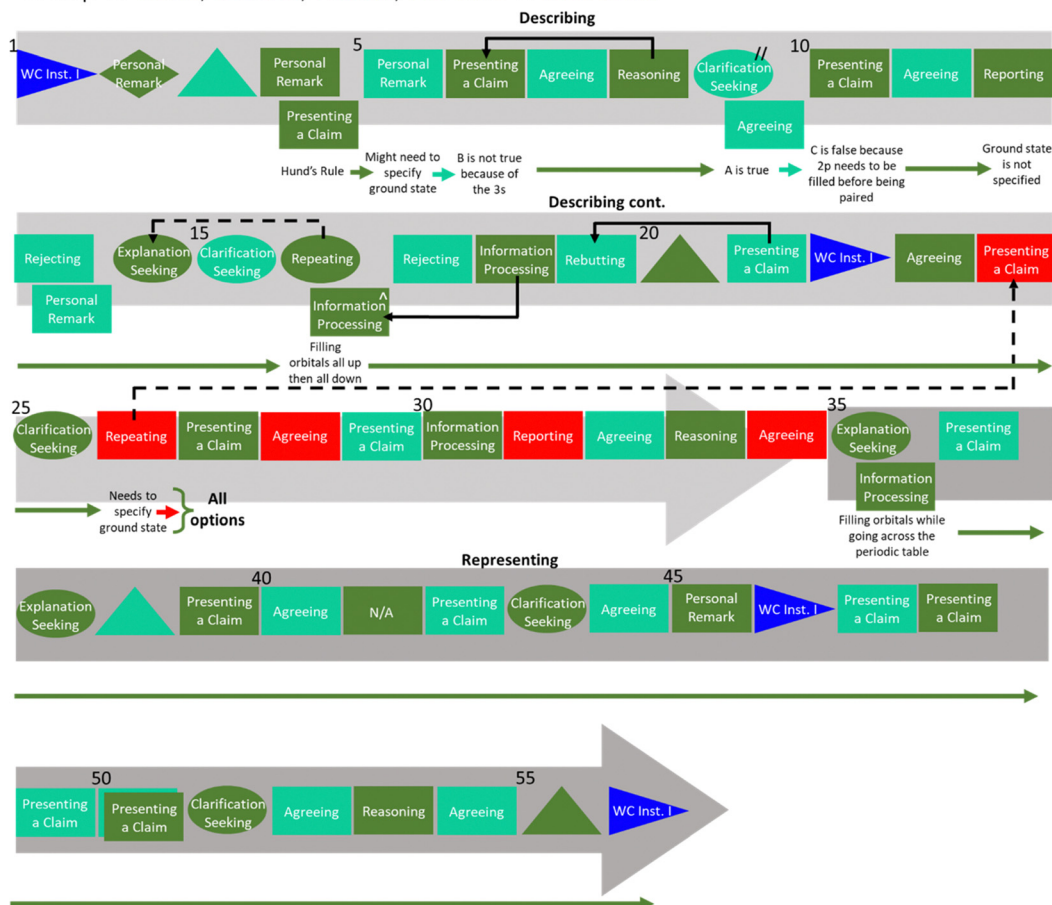 Describing
1
5
10
WC Inst. I
Personal
Remark
Personal
Remark
Presenting
a Claim
Personal
Remark
Presenting
a Claim
Agreeing
Reasoning
Clarification
Seeking
//
Agreeing
Presenting
a Claim
Agreeing
Reporting
Hund's Rule
Might need to
specify
ground state
B is not true
because of
the 3s
A is true
C is false because
2p needs to be
filled before being
paired
Ground state
is not
specified
Describing cont.
15
20
Rejecting
Personal
Remark
Explanation
Seeking
Clarification
Seeking
Repeating
Information
Processing
^
Rejecting
Information
Processing
Rebutting
Presenting
a Claim
WC Inst. I
Agreeing
Presenting
a Claim
Filling
orbitals all up
then all down
25
30
35
Clarification
Seeking
Repeating
Presenting
a Claim
Agreeing
Presenting
a Claim
Information
Processing
Reporting
Agreeing
Reasoning
Agreeing
Explanation
Seeking
Information
Processing
Presenting
a Claim
Needs to
specify
ground state
All
options
Filling orbitals while
going across the
periodic table
Representing
40
45
Explanation
Seeking
Presenting
a Claim
Agreeing
N/A
Presenting
a Claim
Clarification
Seeking
Agreeing
Personal
Remark
WC Inst. I
Presenting
a Claim
Presenting
a Claim
50
55
Presenting
a Claim
Presenting
a Claim
Clarification
Seeking
Agreeing
Reasoning
Agreeing
WC Inst. I